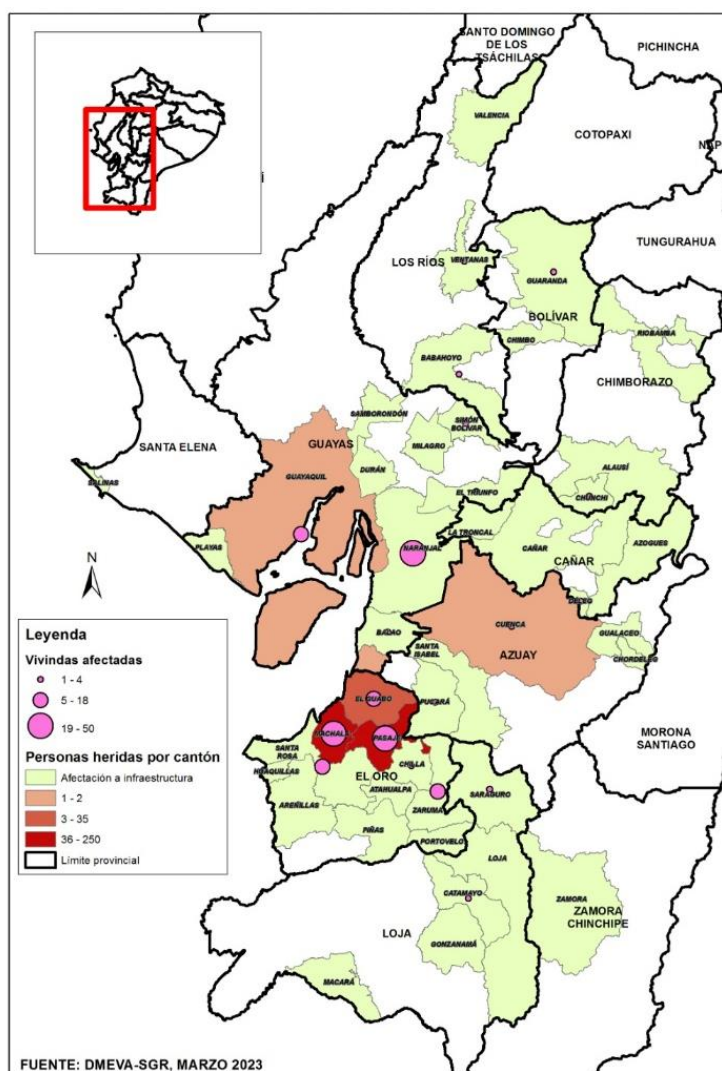 SANTO DOMINGO
DE LOS
TSÁCHILAS
PICHINCHA
VALENCIA
COTOPAXI
NAP
Í
TUNGURAHUA
LOS RÍOS
VENTANAS
GUARANDA
BOLÍVAR
CHIMBO
RIOBAMBA
BABAHOYO
CHIMBORAZO
SAMBORONDÓN
SIMÓN
BOLÍVAR
SANTA ELENA
GUAYAS
MILAGRO
GUAYAQUIL
DURÁN
ALAUSÍ
SALINAS
EL TRIUNFO
CHUNCHI
LA TRONCAL
PLAYAS
NARANJAL
CAÑAR
AZOGUES
CAÑAR
N
DELEG
BALAO
CUENCA
GUALACEO
SANTA
ISABEL
AZUAY
CHORDELEG
Leyenda
Vivindas afectadas
1 - 4
5 - 18
19 - 50
Personas heridas por cantón
Afectación a infraestructura
1 - 2
3 - 35
36 - 250
Límite provincial
EL GUABO
PUCARÁ
MACHALA
PASAJE
MORONA
SANTIAGO
SANTA
ROSA
HUAQUILLAS
CHILLA
EL ORO
ATAHUALPA
SARAGURO
ARENILLAS
ZARUMA
PIÑAS
PORTOVELO
LOJA
CATAMAYO
ZAMORA
ZAMORA
CHINCHIPE
LOJA
GONZANAMÁ
MACARÁ
FUENTE: DMEVA-SGR, MARZO 2023